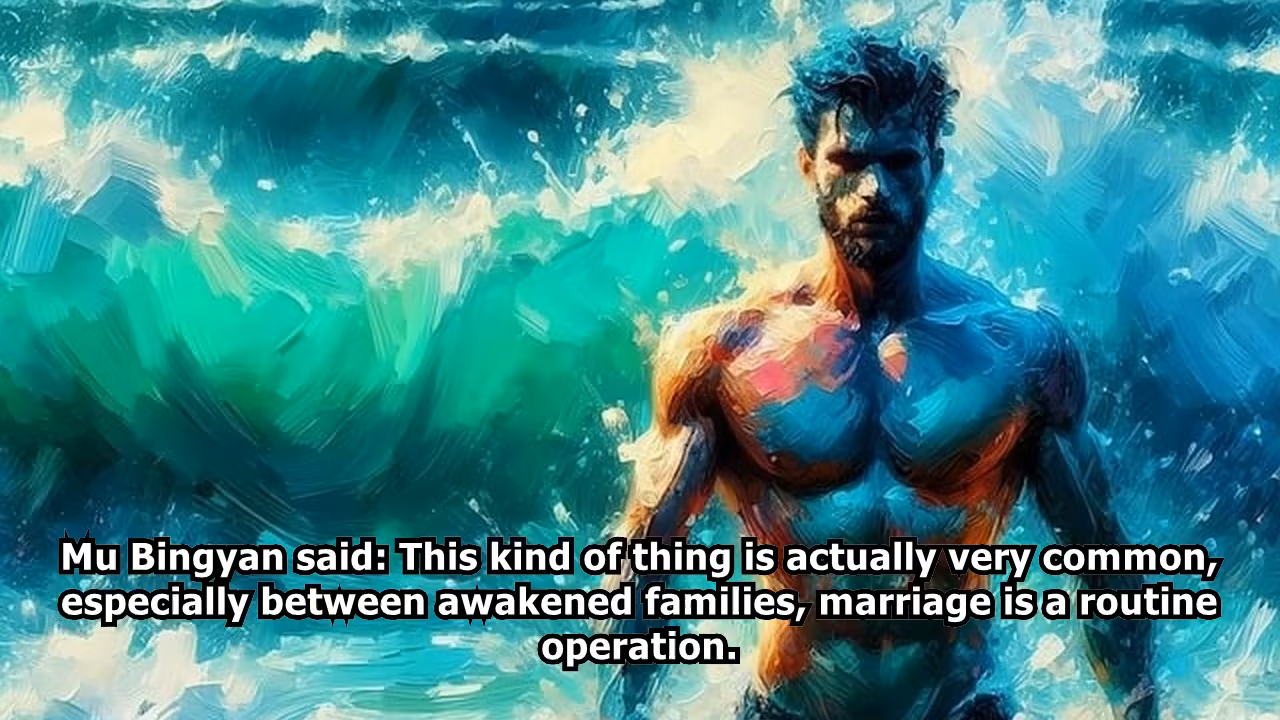 Mu Bingyan said: This kind of thing is actually very common,
especially between awakened families, marriage is a routine
operation.